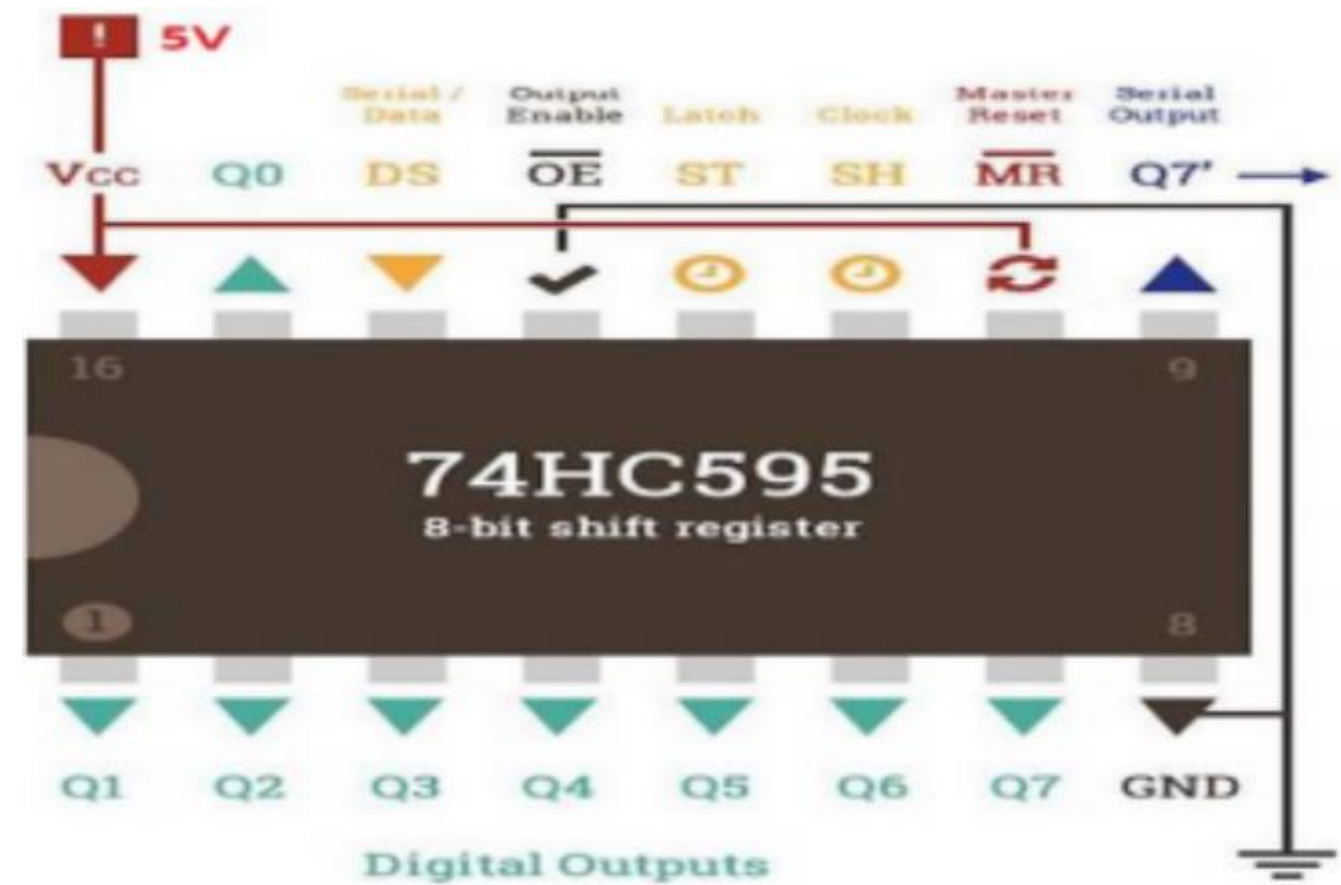 ! 5V
Serial / Output Master Serial
Data Enable Latch Clock Reset Output
Vcc Q0 DS OE ST SH MR Q7'
16 9
74HC595
8-bit shift register
1 8
Q1 Q2 Q3 Q4 Q5 Q6 Q7 GND
Digital Outputs